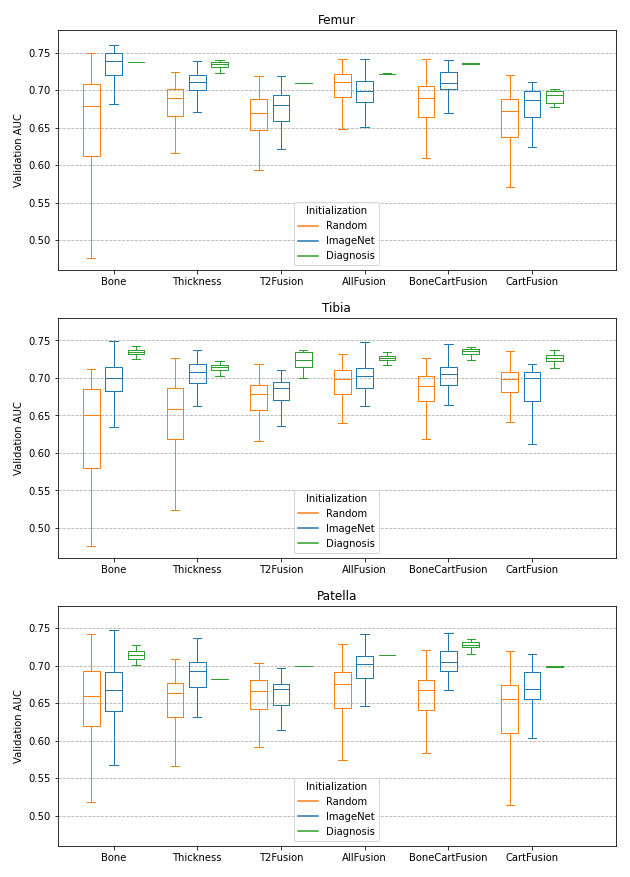 Femur
Validation AUC
0.75
0.70
0.65
0.60
0.55
0.50
Initialization
Random
ImageNet
Diagnosis
Bone Thickness T2Fusion AllFusion BoneCartFusion CartFusion
Tibia
Validation AUC
0.75
0.70
0.65
0.60
0.55
0.50
Initialization
Random
ImageNet
Diagnosis
Bone Thickness T2Fusion AllFusion BoneCartFusion CartFusion
Patella
Validation AUC
0.75
0.70
0.65
0.60
0.55
0.50
Initialization
Random
ImageNet
Diagnosis
Bone Thickness T2Fusion AllFusion BoneCartFusion CartFusion